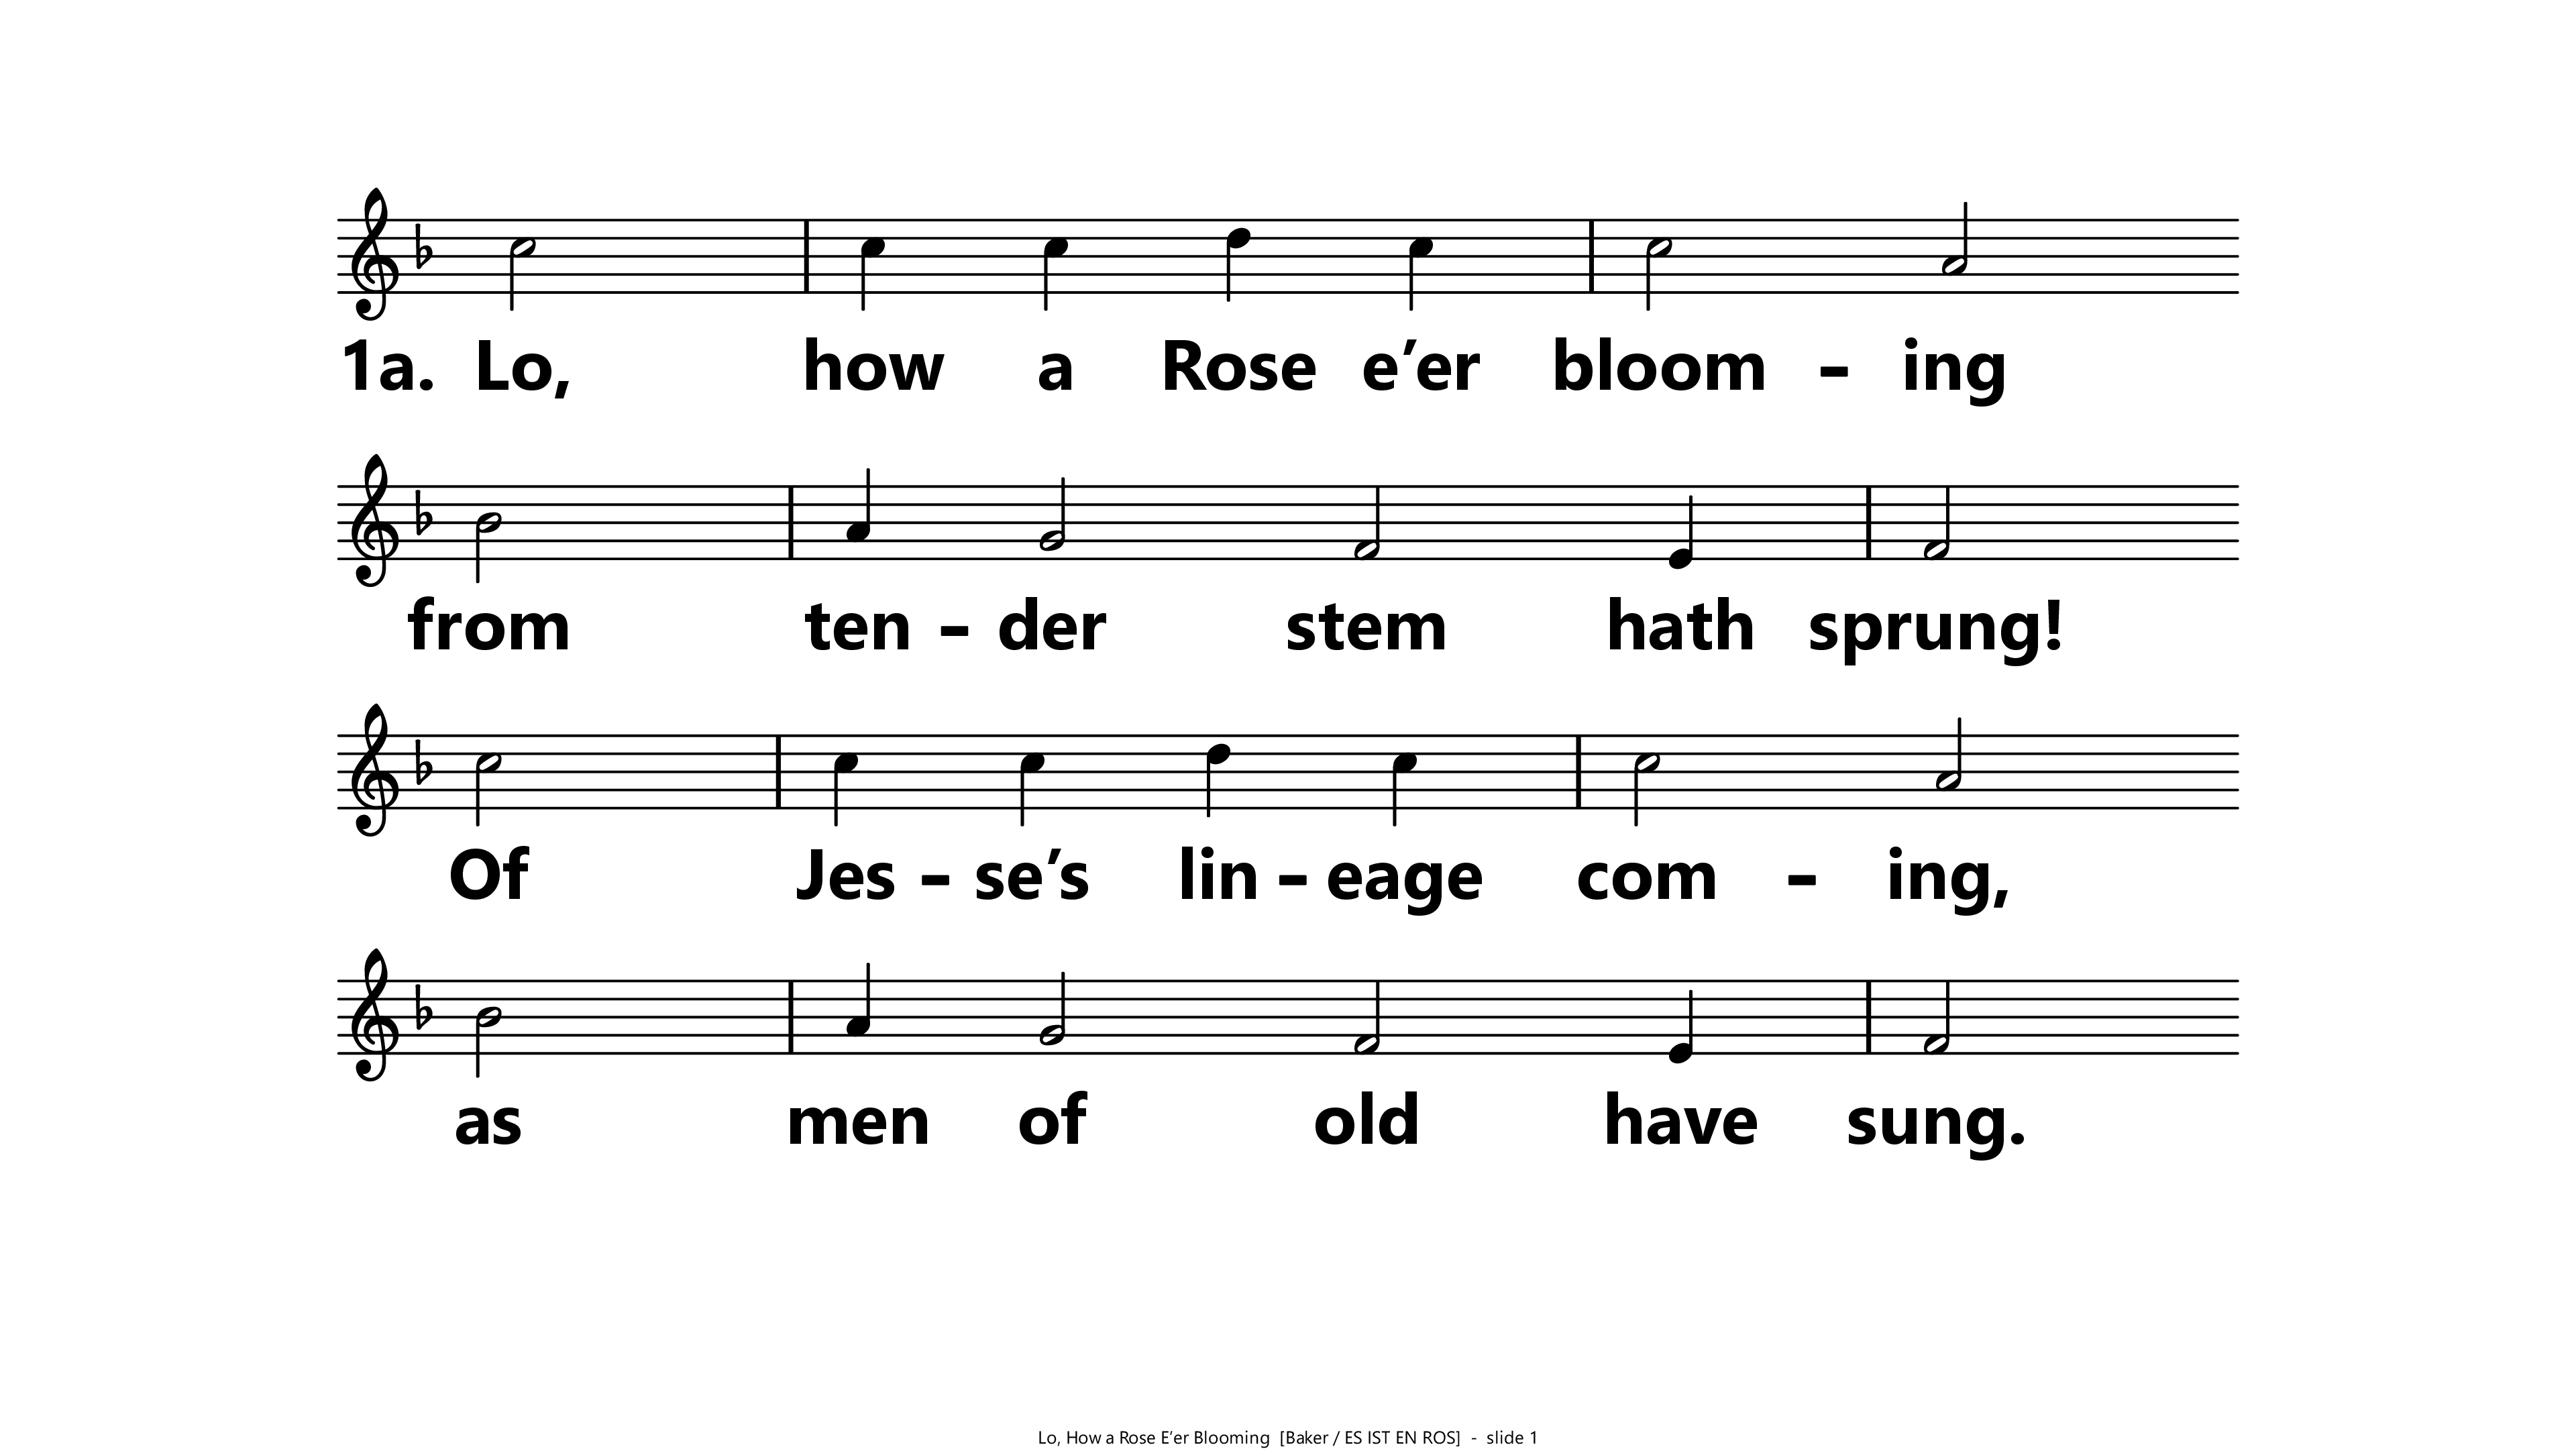 1a. Lo, how a Rose e’er bloom - ing
from ten - der stem hath sprung!
Of Jes - se’s lin - eage com - ing,
as men of old have sung.
Lo, How a Rose E’er Blooming [Baker / ES IST EN ROS] - slide 1